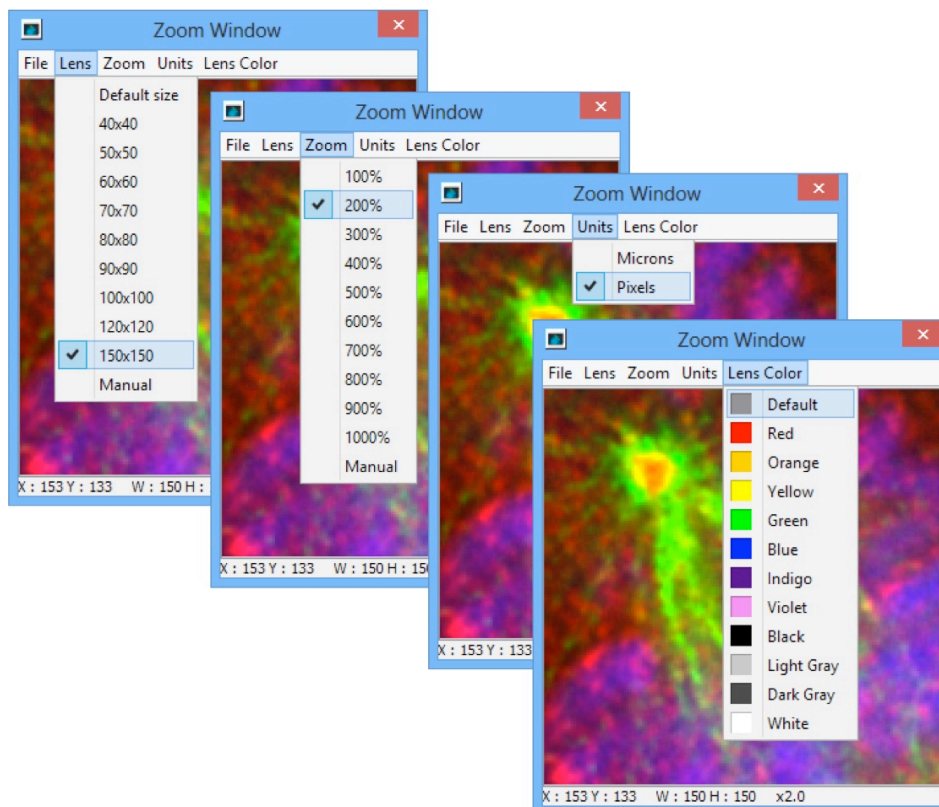 Zoom Window
File Lens Zoom Units Lens Color
Default size
40x40
50x50
60x60
70x70
80x80
90x90
100x100
120x120
150x150
Manual
X : 153 Y : 133 W : 150 H :
Zoom Window
File Lens Zoom Units Lens Color
100%
200%
300%
400%
500%
600%
700%
800%
900%
1000%
Manual
X : 153 Y : 133 W : 150 H : 150
Zoom Window
File Lens Zoom Units Lens Color
Microns
Pixels
X : 153 Y : 133
Zoom Window
File Lens Zoom Units Lens Color
Default
Red
Orange
Yellow
Green
Blue
Indigo
Violet
Black
Light Gray
Dark Gray
White
X : 153 Y : 133 W : 150 H : 150 x2.0